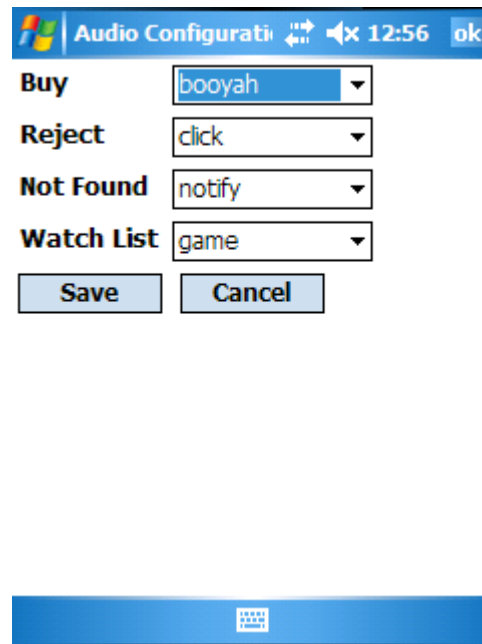 Audio Configurati 12:56 ok
Buy booyah
Reject click
Not Found notify
Watch List game
Save Cancel